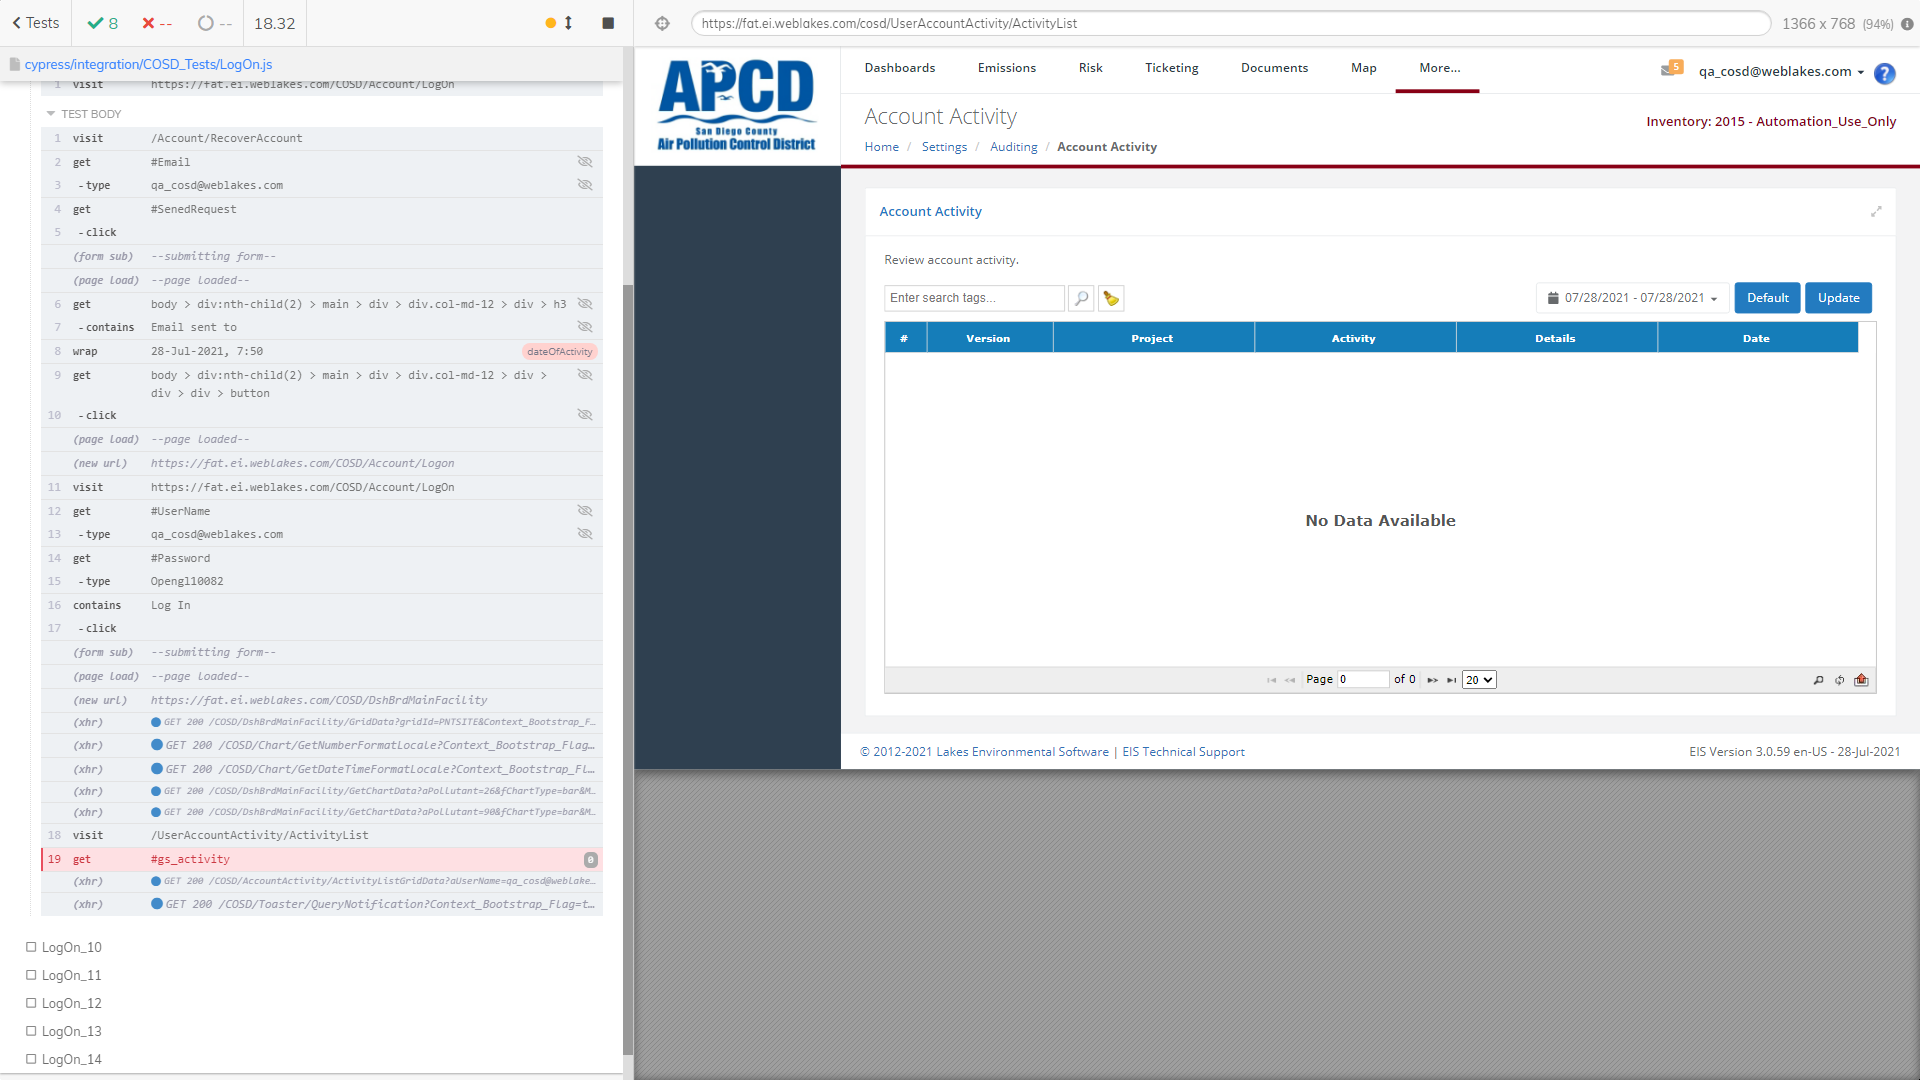 Tests
8
--
--
18.32
cypress/integration/COSD_Tests/LogOn.js
1 visit https://fat.ei.weblakes.com/COSD/Account/LogOn
TEST BODY
1 visit /Account/RecoverAccount
2 get #Email
3 -type qa_cosd@weblakes.com
4 get #SenedRequest
5 -click
(form sub) --submitting form--
(page load) --page loaded--
6 get body > div:nth-child(2) > main > div > div.col-md-12 > div > h3
7 -contains Email sent to
8 wrap 28-Jul-2021, 7:50 dateOfActivity
9 get body > div:nth-child(2) > main > div > div.col-md-12 > div >
div > div > button
10 -click
(page load) --page loaded--
(new url) https://fat.ei.weblakes.com/COSD/Account/Logon
11 visit https://fat.ei.weblakes.com/COSD/Account/LogOn
12 get #UserName
13 -type qa_cosd@weblakes.com
14 get #Password
15 -type Opengl10082
16 contains Log In
17 -click
(form sub) --submitting form--
(page load) --page loaded--
(new url) https://fat.ei.weblakes.com/COSD/DshBrdMainFacility
(xhr) GET 200 /COSD/DshBrdMainFacility/GridData?gridId=PNTSITE&Context_Bootstrap_F...
(xhr) GET 200 /COSD/Chart/GetNumberFormatLocale?Context_Bootstrap_Flag...
(xhr) GET 200 /COSD/Chart/GetDateTimeFormatLocale?Context_Bootstrap_Fl...
(xhr) GET 200 /COSD/DshBrdMainFacility/GetChartData?aPollutant=26&fChartType=bar&M...
(xhr) GET 200 /COSD/DshBrdMainFacility/GetChartData?aPollutant=90&fChartType=bar&M...
18 visit /UserAccountActivity/ActivityList
19 get #gs_activity 0
(xhr) GET 200 /COSD/AccountActivity/ActivityListGridData?aUserName=qa_cosd@weblake...
(xhr) GET 200 /COSD/Toaster/QueryNotification?Context_Bootstrap_Flag=t...
LogOn_10
LogOn_11
LogOn_12
LogOn_13
LogOn_14
https://fat.ei.weblakes.com/cosd/UserAccountActivity/ActivityList
1366 x 768 (94%)
APCD
San Diego County
Air Pollution Control District
Dashboards Emissions Risk Ticketing Documents Map More...
5
qa_cosd@weblakes.com
?
Account Activity
Inventory: 2015 - Automation_Use_Only
Home / Settings / Auditing / Account Activity
Account Activity
Review account activity.
Enter search tags...
07/28/2021 - 07/28/2021
Default
Update
# Version Project Activity Details Date
No Data Available
Page 0 of 0 20
© 2012-2021 Lakes Environmental Software | EIS Technical Support
EIS Version 3.0.59 en-US - 28-Jul-2021